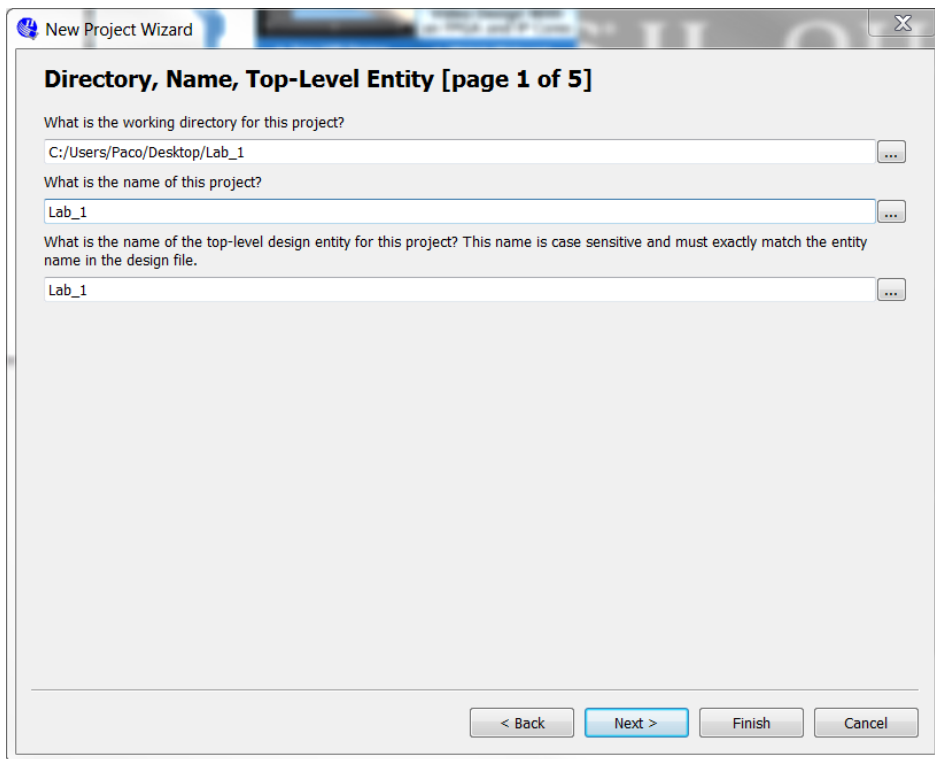 New Project Wizard
Directory, Name, Top-Level Entity [page 1 of 5]
What is the working directory for this project?
C:/Users/Paco/Desktop/Lab_1
...
What is the name of this project?
Lab_1
...
What is the name of the top-level design entity for this project? This name is case sensitive and must exactly match the entity
name in the design file.
Lab_1
...
< Back
Next >
Finish
Cancel